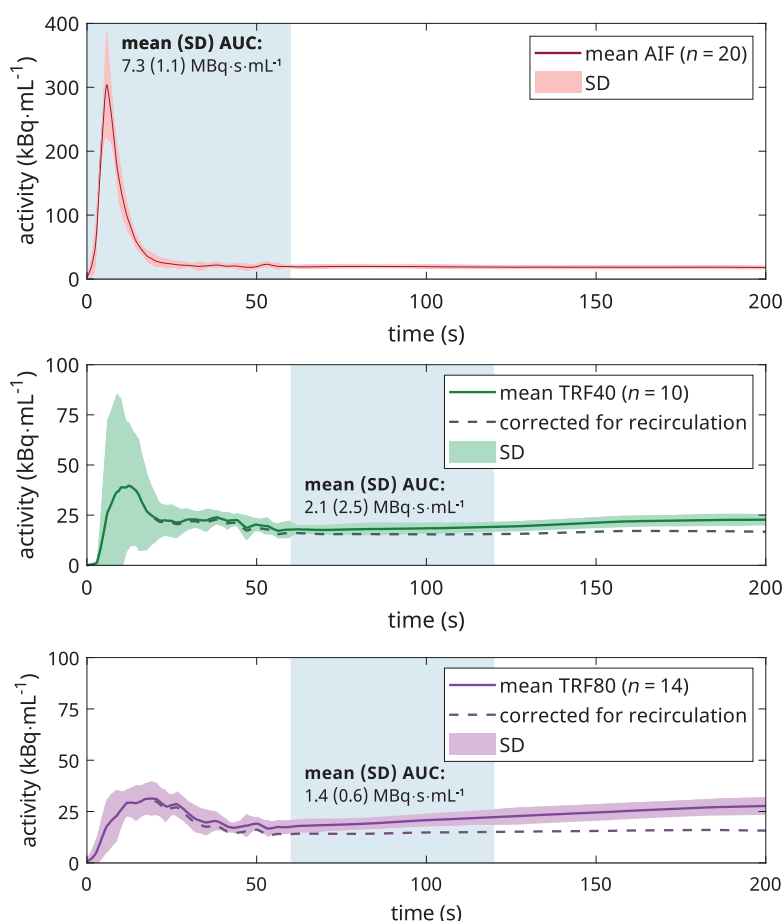 activity (kBq·mL⁻¹)
400
300
200
100
0
mean (SD) AUC:
7.3 (1.1) MBq·s·mL⁻¹
mean AIF (n = 20)
SD
0
50
100
150
200
time (s)
activity (kBq·mL⁻¹)
100
75
50
25
0
mean TRF40 (n = 10)
corrected for recirculation
SD
mean (SD) AUC:
2.1 (2.5) MBq·s·mL⁻¹
0
50
100
150
200
time (s)
activity (kBq·mL⁻¹)
100
75
50
25
0
mean TRF80 (n = 14)
corrected for recirculation
SD
mean (SD) AUC:
1.4 (0.6) MBq·s·mL⁻¹
0
50
100
150
200
time (s)